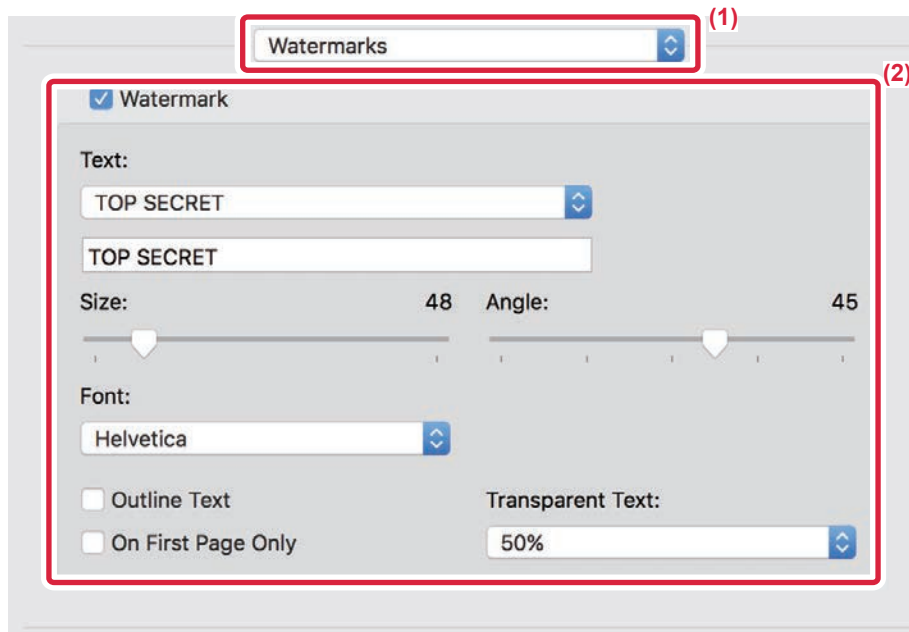 (1)
Watermarks
(2)
Watermark
Text:
TOP SECRET
TOP SECRET
Size: 48 Angle: 45
Font:
Helvetica
Outline Text Transparent Text:
On First Page Only 50%